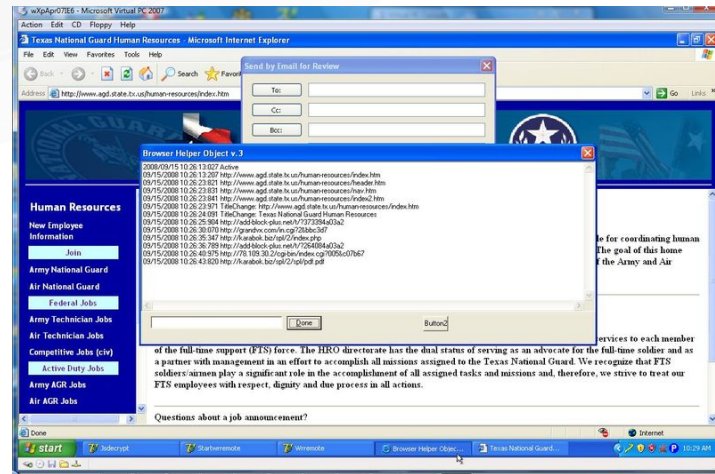 wXpApr07IE6 - Microsoft Virtual PC 2007
Action Edit CD Floppy Help
Texas National Guard Human Resources - Microsoft Internet Explorer
File Edit View Favorites Tools Help
Back Search Favori
Send by Email for Review
To:
Cc:
Bcc:
Address http://www.agd.state.tx.us/human-resources/index.htm Go Links
Browser Helper Object v.3
2008/09/15 10:26:13:027 Active
09/15/2008 10:26:13:207 http://www.agd.state.tx.us/human-resources/index.htm
09/15/2008 10:26:23:821 http://www.agd.state.tx.us/human-resources/header.htm
09/15/2008 10:26:23:831 http://www.agd.state.tx.us/human-resources/nav.htm
09/15/2008 10:26:23:841 http://www.agd.state.tx.us/human-resources/index2.htm
09/15/2008 10:26:23:971 TitleChange: http://www.agd.state.tx.us/human-resources/index.htm
09/15/2008 10:26:24:091 TitleChange: Texas National Guard Human Resources
09/15/2008 10:26:25:904 http://add-block-plus.net/t/?373394a03a2
09/15/2008 10:26:30:070 http://grandvx.com/in.cgi?2&bbc3d7
09/15/2008 10:26:35:347 http://karabok.biz/spl/2/index.php
09/15/2008 10:26:36:789 http://add-block-plus.net/t/?264084a03a2
09/15/2008 10:26:40:975 http://78.109.30.2/cgi-bin/index.cgi?005&c07b67
09/15/2008 10:26:43:820 http://karabok.biz/spl/2/spl/pdf.pdf
Done
Button2
Human Resources
New Employee
Information
Join
Army National Guard
Air National Guard
Federal Jobs
Army Technician Jobs
Air Technician Jobs
Competitive Jobs (civ)
Active Duty Jobs
Army AGR Jobs
Air AGR Jobs
le for coordinating human
The goal of this home
f the Army and Air
ervices to each member
of the full-time support (FTS) force. The HRO directorate has the dual status of serving as an advocate for the full-time soldier and as
a partner with management in an effort to accomplish all missions assigned to the Texas National Guard. We recognize that FTS
soldiers/airmen play a significant role in the accomplishment of all assigned tasks and missions and, therefore, we strive to treat our
FTS employees with respect, dignity and due process in all actions.
Questions about a job announcement?
Done Internet
start Jsdecrypt Startwrremote Wrremote Browser Helper Objec... Texas National Guard... 10:29 AM